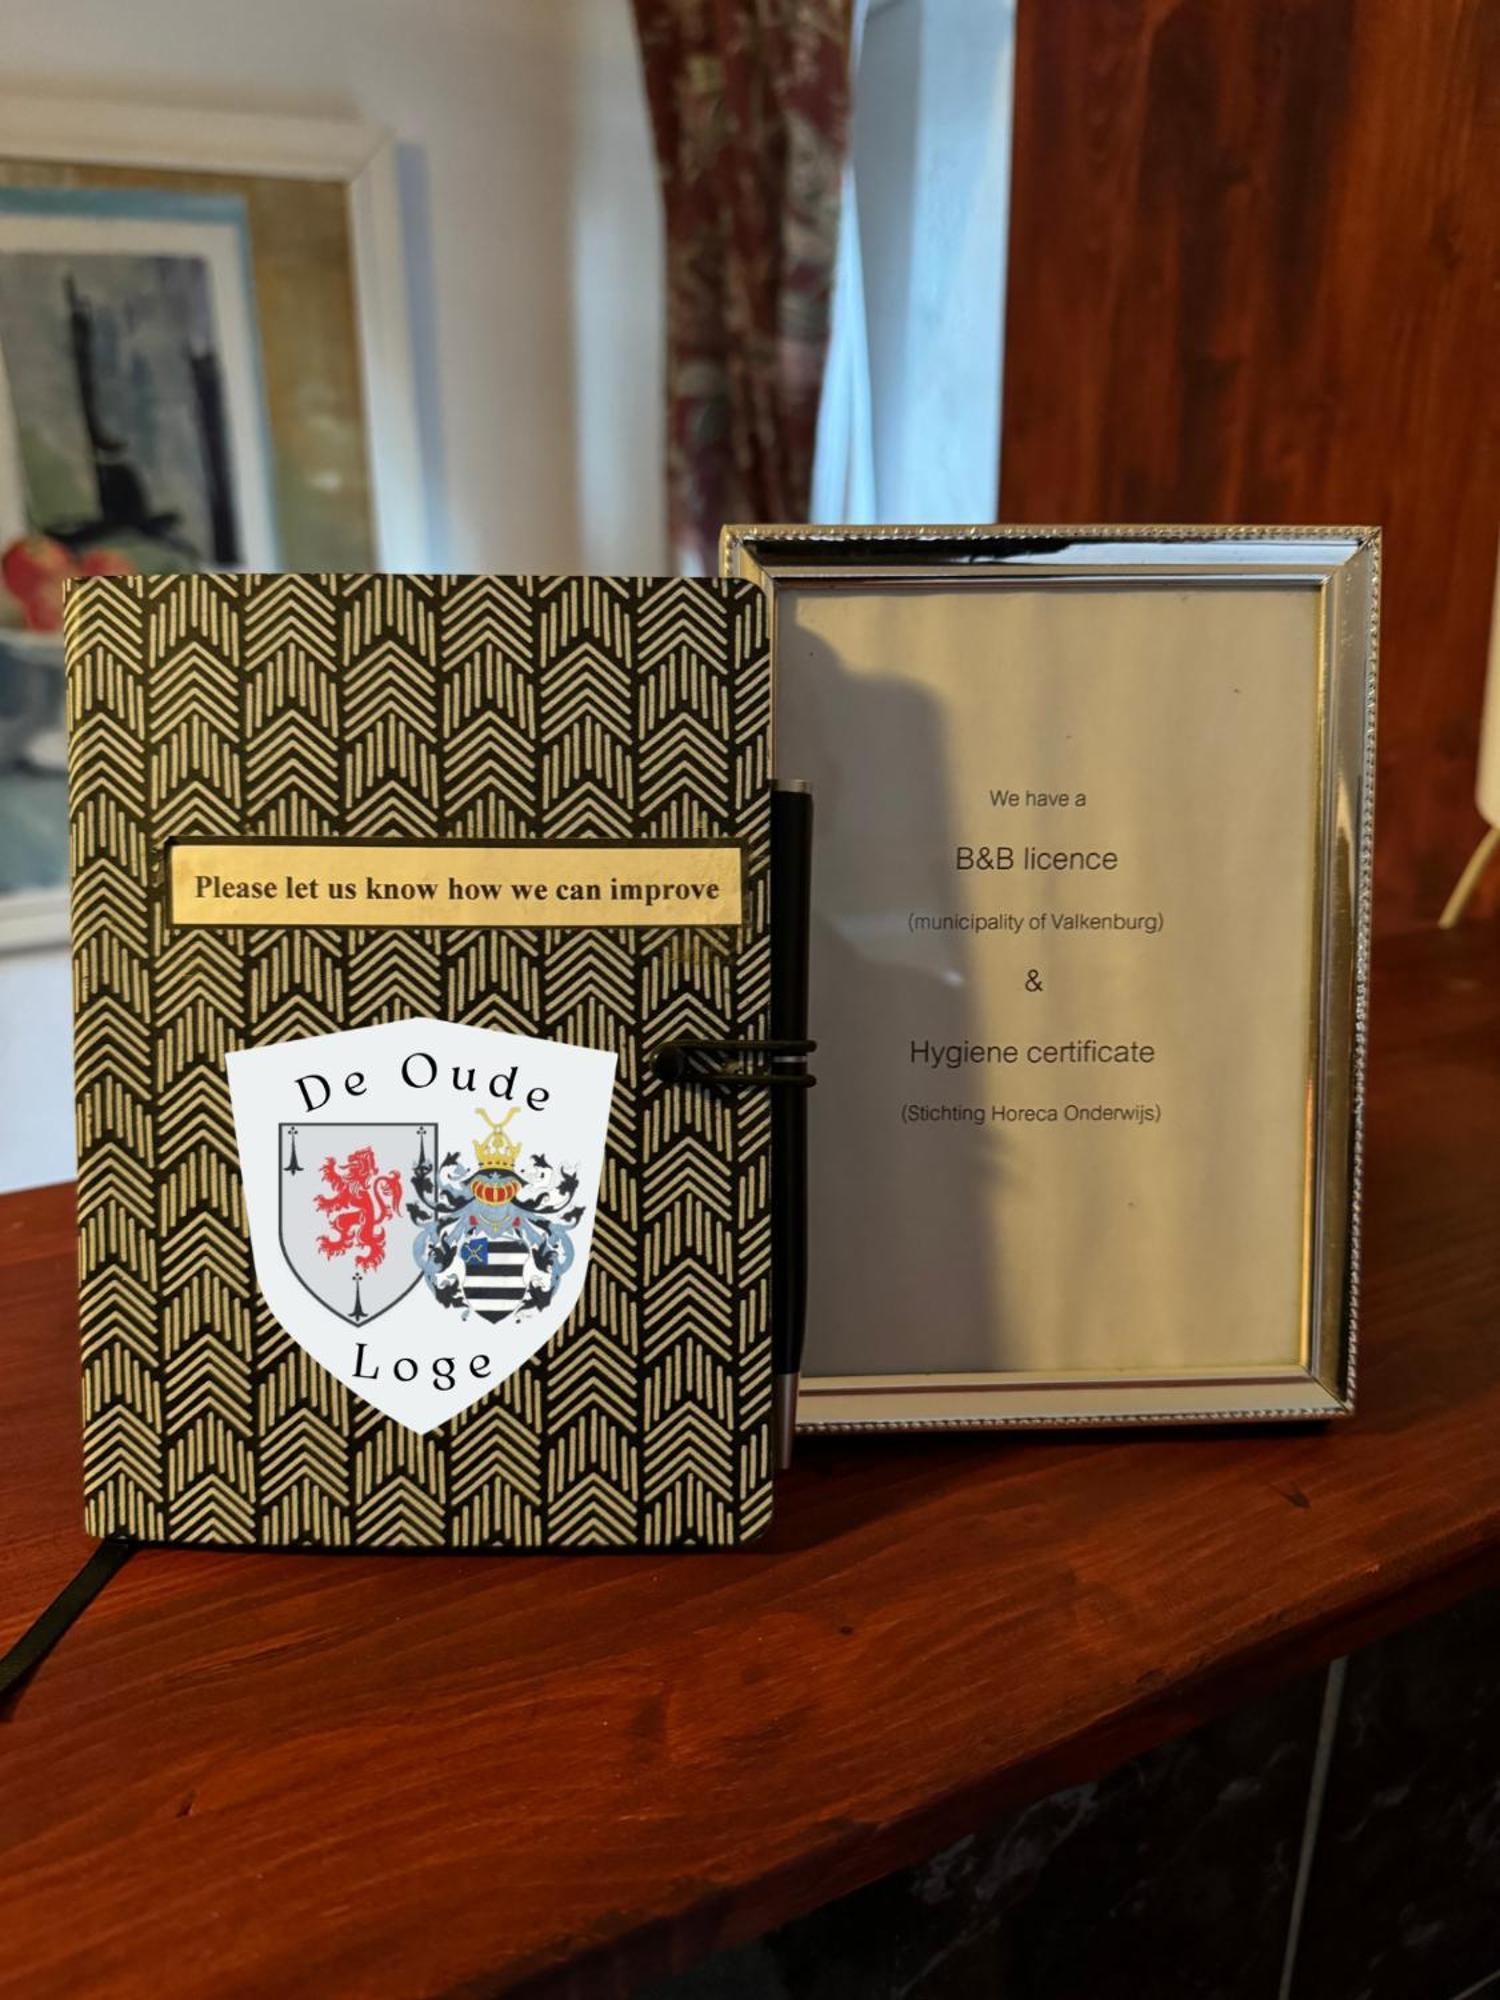 Please let us know how we can improve
De Oude
Loge
We have a
B&B licence
(municipality of Valkenburg)
&
Hygiene certificate
(Stichting Horeca Onderwijs)